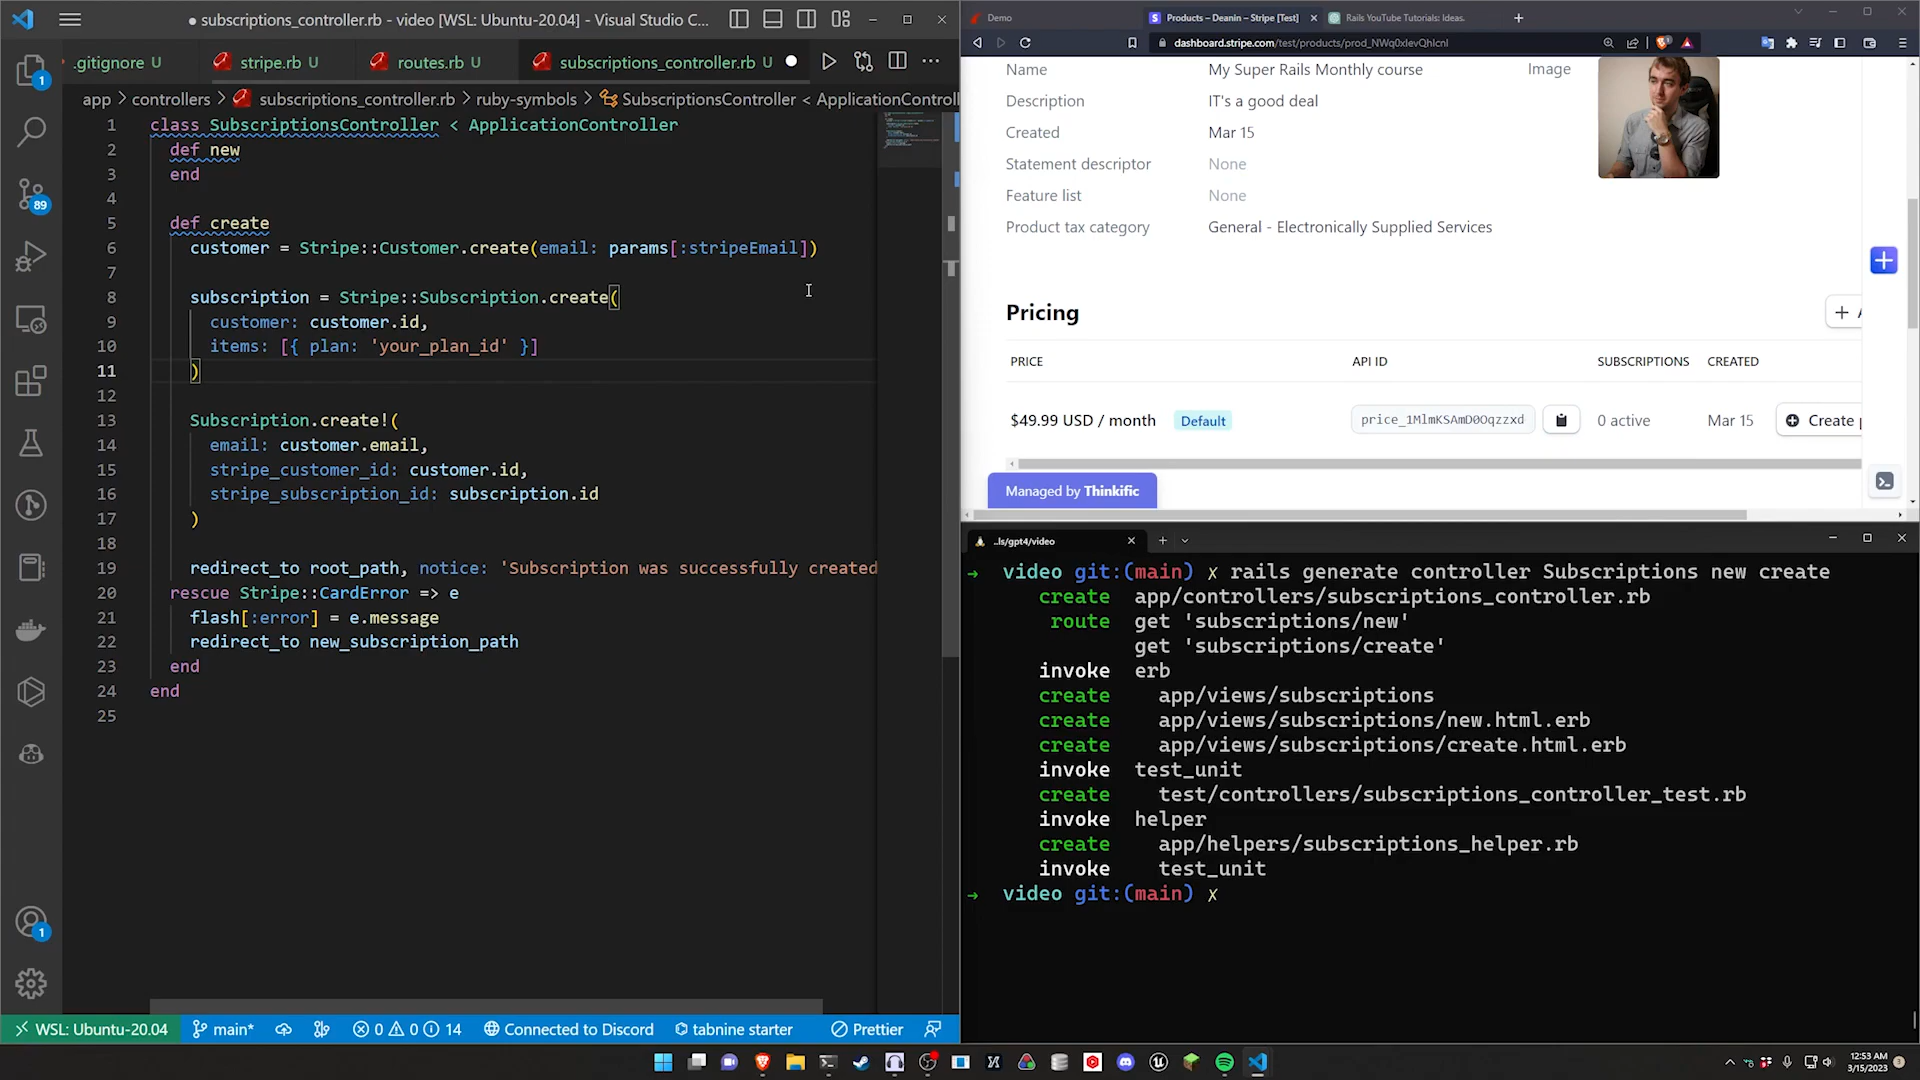 ● subscriptions_controller.rb - video [WSL: Ubuntu-20.04] - Visual Studio C...
.gitignore U
stripe.rb U
routes.rb U
subscriptions_controller.rb U
app > controllers > subscriptions_controller.rb > ruby-symbols > SubscriptionsController < ApplicationControll
1 class SubscriptionsController < ApplicationController
2 def new
3 end
4
5 def create
6 customer = Stripe::Customer.create(email: params[:stripeEmail])
7
8 subscription = Stripe::Subscription.create(
9 customer: customer.id,
10 items: [{ plan: 'your_plan_id' }]
11 )
12
13 Subscription.create!(
14 email: customer.email,
15 stripe_customer_id: customer.id,
16 stripe_subscription_id: subscription.id
17 )
18
19 redirect_to root_path, notice: 'Subscription was successfully created
20 rescue Stripe::CardError => e
21 flash[:error] = e.message
22 redirect_to new_subscription_path
23 end
24 end
25
1
89
1
WSL: Ubuntu-20.04
main*
0
0
14
Connected to Discord
tabnine starter
Prettier
Demo
Products – Deanin – Stripe [Test]
Rails YouTube Tutorials: Ideas.
dashboard.stripe.com/test/products/prod_NWq0xIevQhIcnI
Name My Super Rails Monthly course Image
Description IT's a good deal
Created Mar 15
Statement descriptor None
Feature list None
Product tax category General - Electronically Supplied Services
Pricing
+ A
PRICE API ID SUBSCRIPTIONS CREATED
$49.99 USD / month Default price_1MlmKSAmD0Oqzzxd 0 active Mar 15 Create p
Managed by Thinkific
..ls/gpt4/video
→ video git:(main) ✗ rails generate controller Subscriptions new create
create app/controllers/subscriptions_controller.rb
route get 'subscriptions/new'
get 'subscriptions/create'
invoke erb
create app/views/subscriptions
create app/views/subscriptions/new.html.erb
create app/views/subscriptions/create.html.erb
invoke test_unit
create test/controllers/subscriptions_controller_test.rb
invoke helper
create app/helpers/subscriptions_helper.rb
invoke test_unit
→ video git:(main) ✗
12:53 AM
3/15/2023